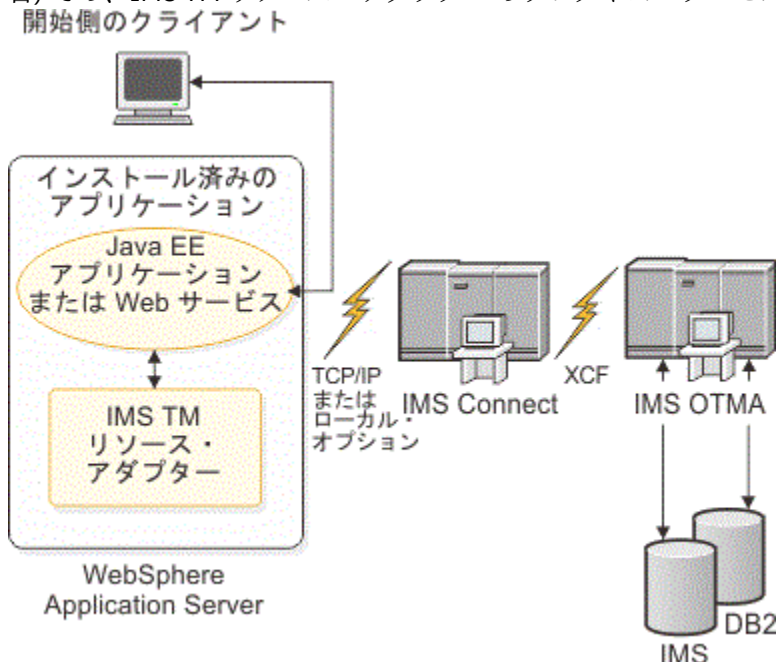 開始側のクライアント
インストール済みの
アプリケーション
Java EE
アプリケーション
または Web サービス
IMS TM
リソース・
アダプター
WebSphere
Application Server
TCP/IP
または
ローカル・
オプション
IMS Connect
XCF
IMS OTMA
DB2
IMS